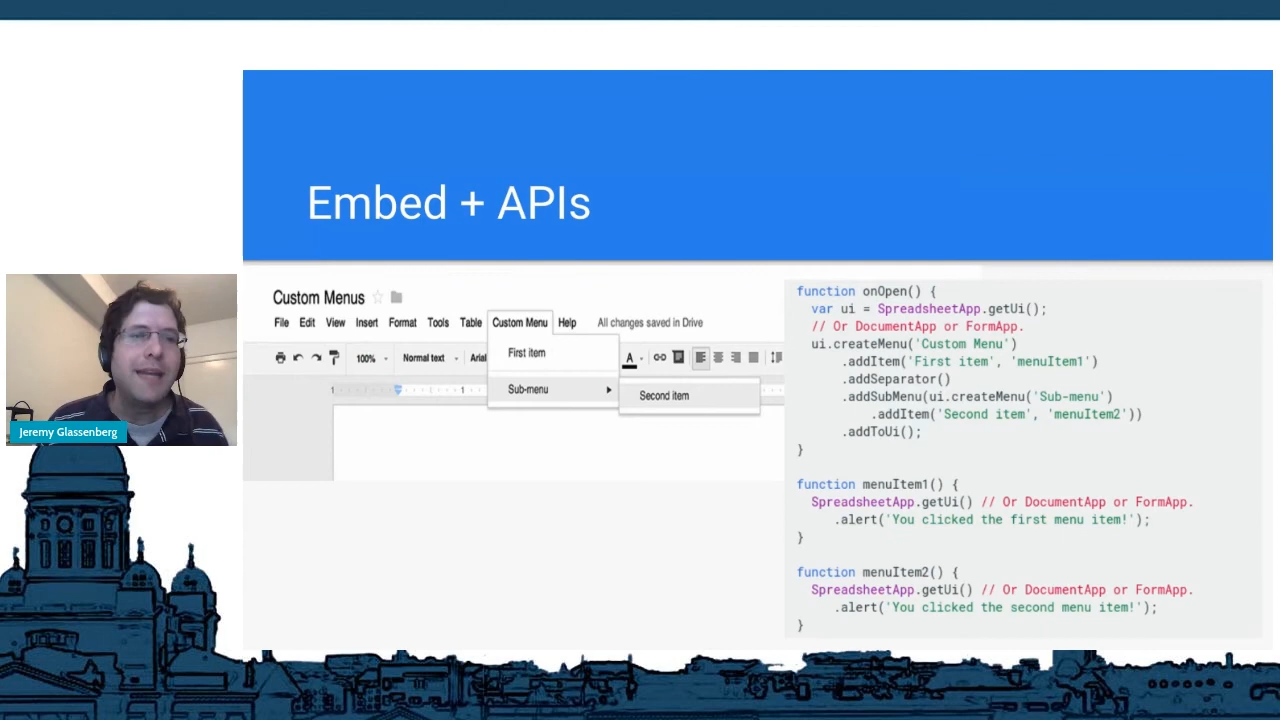 Embed + APIs
Custom Menus
File Edit View Insert Format Tools Table Custom Menu Help All changes saved in Drive
100% Normal text Arial A
First item
Sub-menu
Second item
1 1
function onOpen() {
var ui = SpreadsheetApp.getUi();
// Or DocumentApp or FormApp.
ui.createMenu('Custom Menu')
.addItem('First item', 'menuItem1')
.addSeparator()
.addSubMenu(ui.createMenu('Sub-menu')
.addItem('Second item', 'menuItem2'))
.addToUi();
}
function menuItem1() {
SpreadsheetApp.getUi() // Or DocumentApp or FormApp.
.alert('You clicked the first menu item!');
}
function menuItem2() {
SpreadsheetApp.getUi() // Or DocumentApp or FormApp.
.alert('You clicked the second menu item!');
}
Jeremy Glassenberg